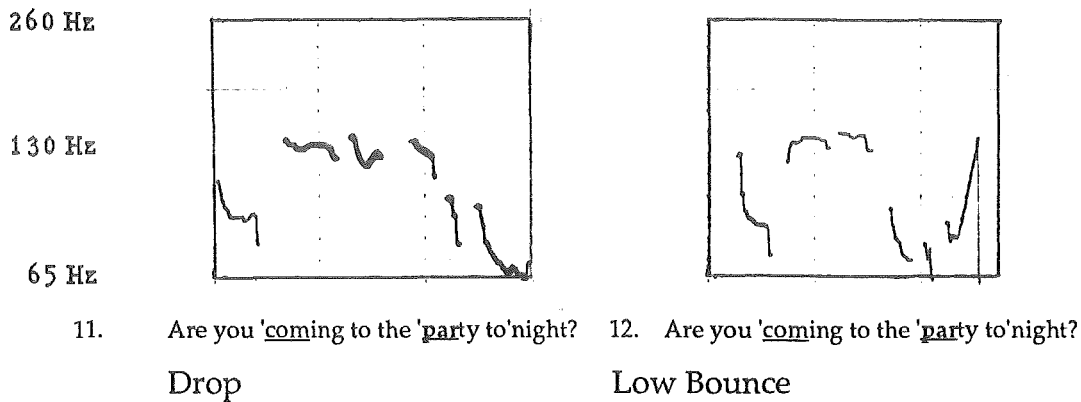 260 Hz
130 Hz
65 Hz
11. Are you 'coming to the 'party to'night? 12. Are you 'coming to the 'party to'night?
Drop Low Bounce